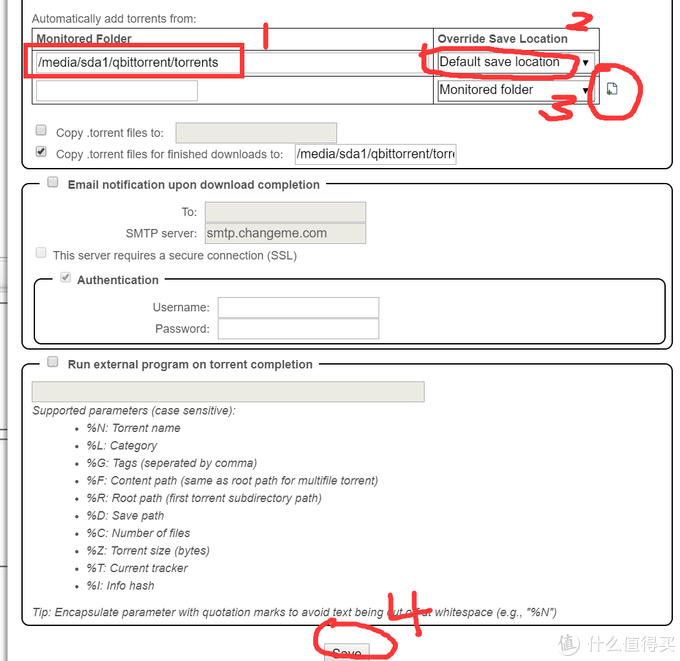 Automatically add torrents from:
1
2
Monitored Folder Override Save Location
/media/sda1/qbittorrent/torrents Default save location
Monitored folder
3
Copy .torrent files to:
Copy .torrent files for finished downloads to: /media/sda1/qbittorrent/torr
Email notification upon download completion
To:
SMTP server: smtp.changeme.com
This server requires a secure connection (SSL)
Authentication
Username:
Password:
Run external program on torrent completion
Supported parameters (case sensitive):
• %N: Torrent name
• %L: Category
• %G: Tags (seperated by comma)
• %F: Content path (same as root path for multifile torrent)
• %R: Root path (first torrent subdirectory path)
• %D: Save path
• %C: Number of files
• %Z: Torrent size (bytes)
• %T: Current tracker
• %I: Info hash
4
Tip: Encapsulate parameter with quotation marks to avoid text being cut off at whitespace (e.g., "%N")
Save
值 什么值得买